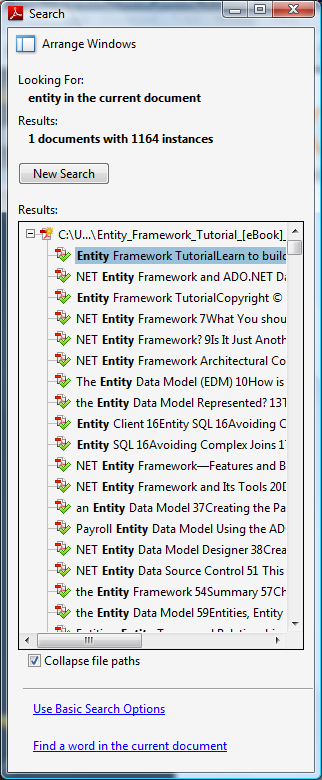 Search
Arrange Windows
Looking For:
entity in the current document
Results:
1 documents with 1164 instances
New Search
Results:
C:\U...\Entity_Framework_Tutorial_[eBook]_
Entity Framework TutorialLearn to build
NET Entity Framework and ADO.NET Da
Entity Framework TutorialCopyright ©
NET Entity Framework 7What You shou
NET Entity Framework? 9Is It Just Anoth
NET Entity Framework Architectural Co
The Entity Data Model (EDM) 10How is
the Entity Data Model Represented? 13T
Entity Client 16Entity SQL 16Avoiding C
Entity SQL 16Avoiding Complex Joins 17
NET Entity Framework—Features and B
NET Entity Framework and Its Tools 20D
an Entity Data Model 37Creating the Pa
Payroll Entity Data Model Using the AD
NET Entity Data Model Designer 38Crea
NET Entity Data Source Control 51 This
the Entity Framework 54Summary 57Ch
the Entity Data Model 59Entities, Entity
Collapse file paths
Use Basic Search Options
Find a word in the current document